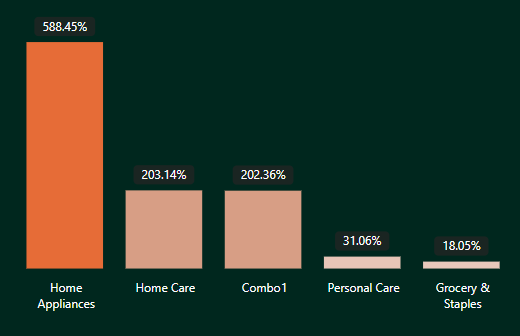 588.45%
203.14%
202.36%
31.06%
18.05%
Home
Appliances
Home Care
Combo1
Personal Care
Grocery &
Staples